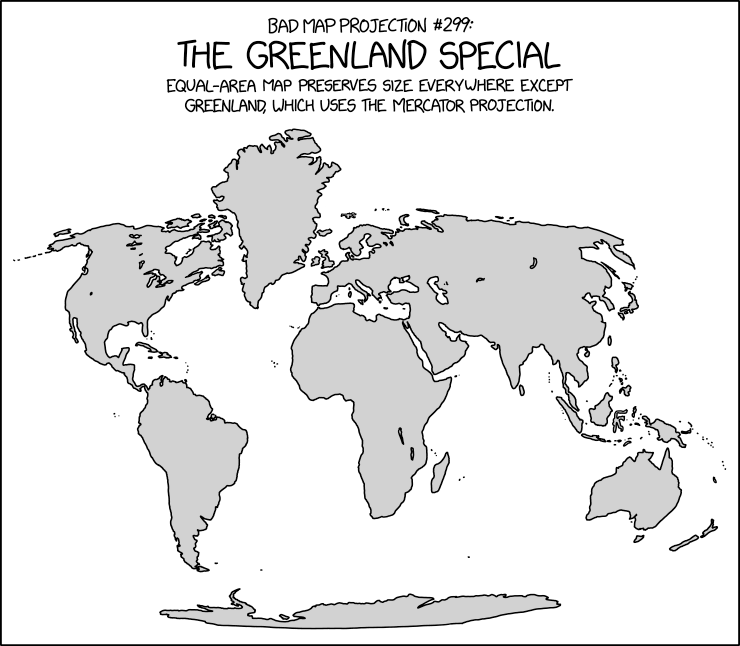 BAD MAP PROJECTION #299:
THE GREENLAND SPECIAL
EQUAL-AREA MAP PRESERVES SIZE EVERYWHERE EXCEPT
GREENLAND, WHICH USES THE MERCATOR PROJECTION.